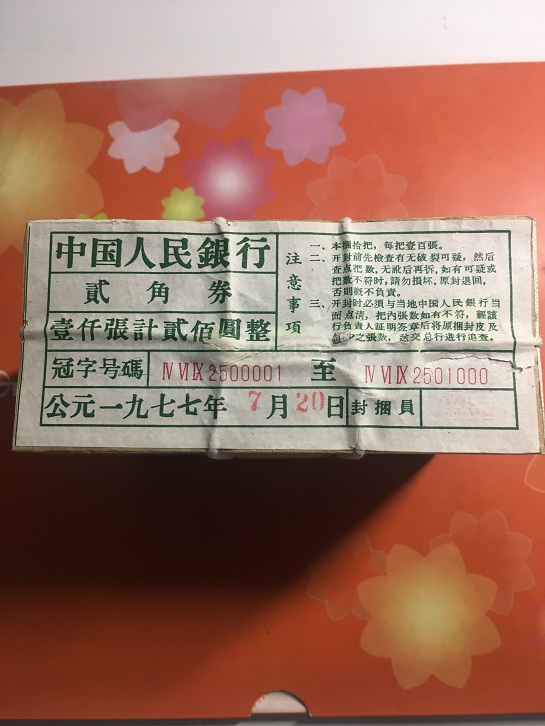 中国人民銀行
貳角券
壹仟張計貳佰圓整
注意事項
一、本捆拾把，每把壹百張。
二、开封前先檢查有无破裂可疑，然后
查点把数，无訛后再拆，如有可疑或
把数不符时，請勿損坏，原封退回，
否則概不負責。
三、开封时必須与当地中国人民銀行当
面点清，把內張数如有不符，經該
行負責人証明签章后将原捆封皮及
之張数，送交总行进行追查。
冠字号碼 ⅣⅥⅨ2500001 至 ⅣⅥⅨ2501000
公元一九七七年 7月20日 封捆員